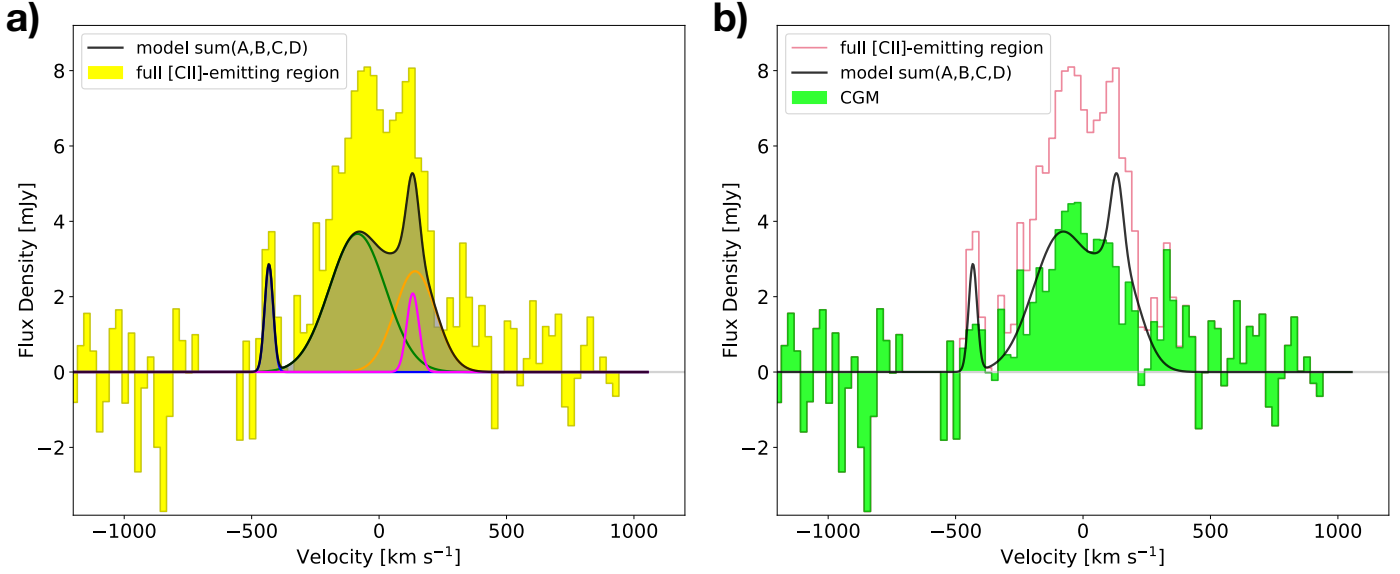 a)
model sum(A,B,C,D)
full [CII]-emitting region
Flux Density [mJy]
8
6
4
2
0
−2
−1000
−500
0
500
1000
Velocity [km s⁻¹]
b)
full [CII]-emitting region
model sum(A,B,C,D)
CGM
Flux Density [mJy]
8
6
4
2
0
−2
−1000
−500
0
500
1000
Velocity [km s⁻¹]